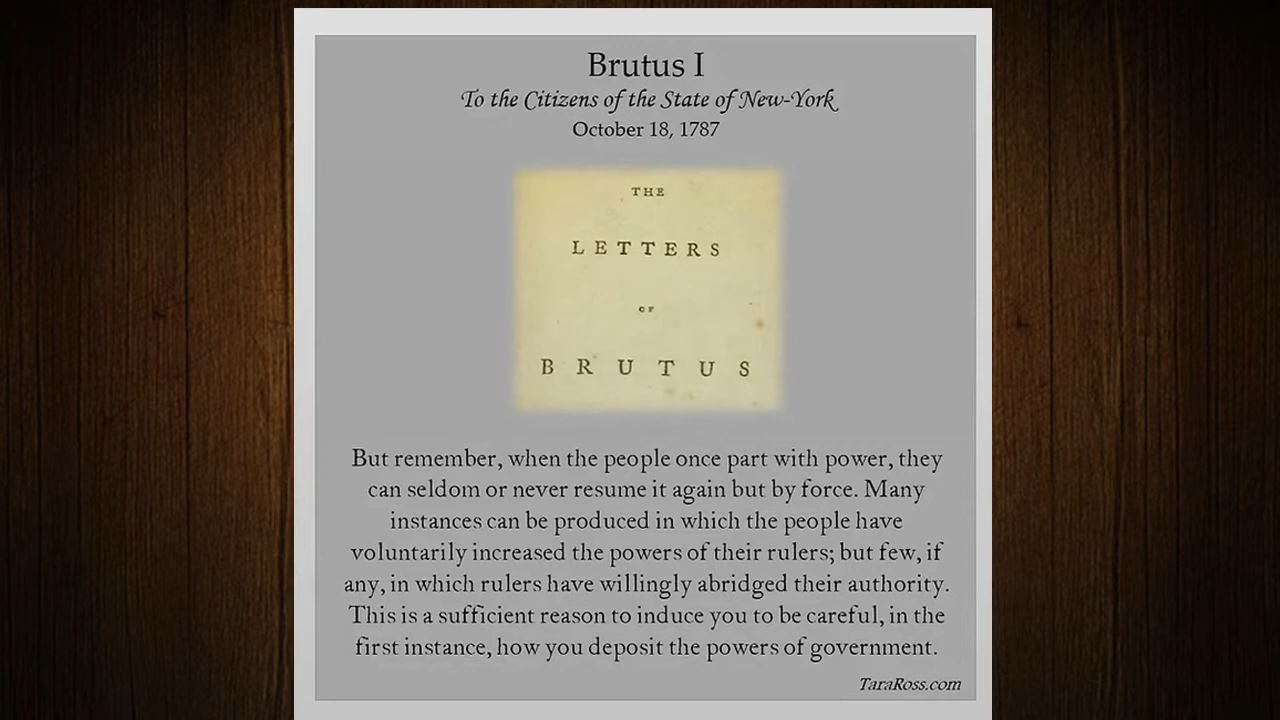 Brutus I
To the Citizens of the State of New-York
October 18, 1787
THE
LETTERS
OF
BRUTUS
But remember, when the people once part with power, they
can seldom or never resume it again but by force. Many
instances can be produced in which the people have
voluntarily increased the powers of their rulers; but few, if
any, in which rulers have willingly abridged their authority.
This is a sufficient reason to induce you to be careful, in the
first instance, how you deposit the powers of government.
TaraRoss.com